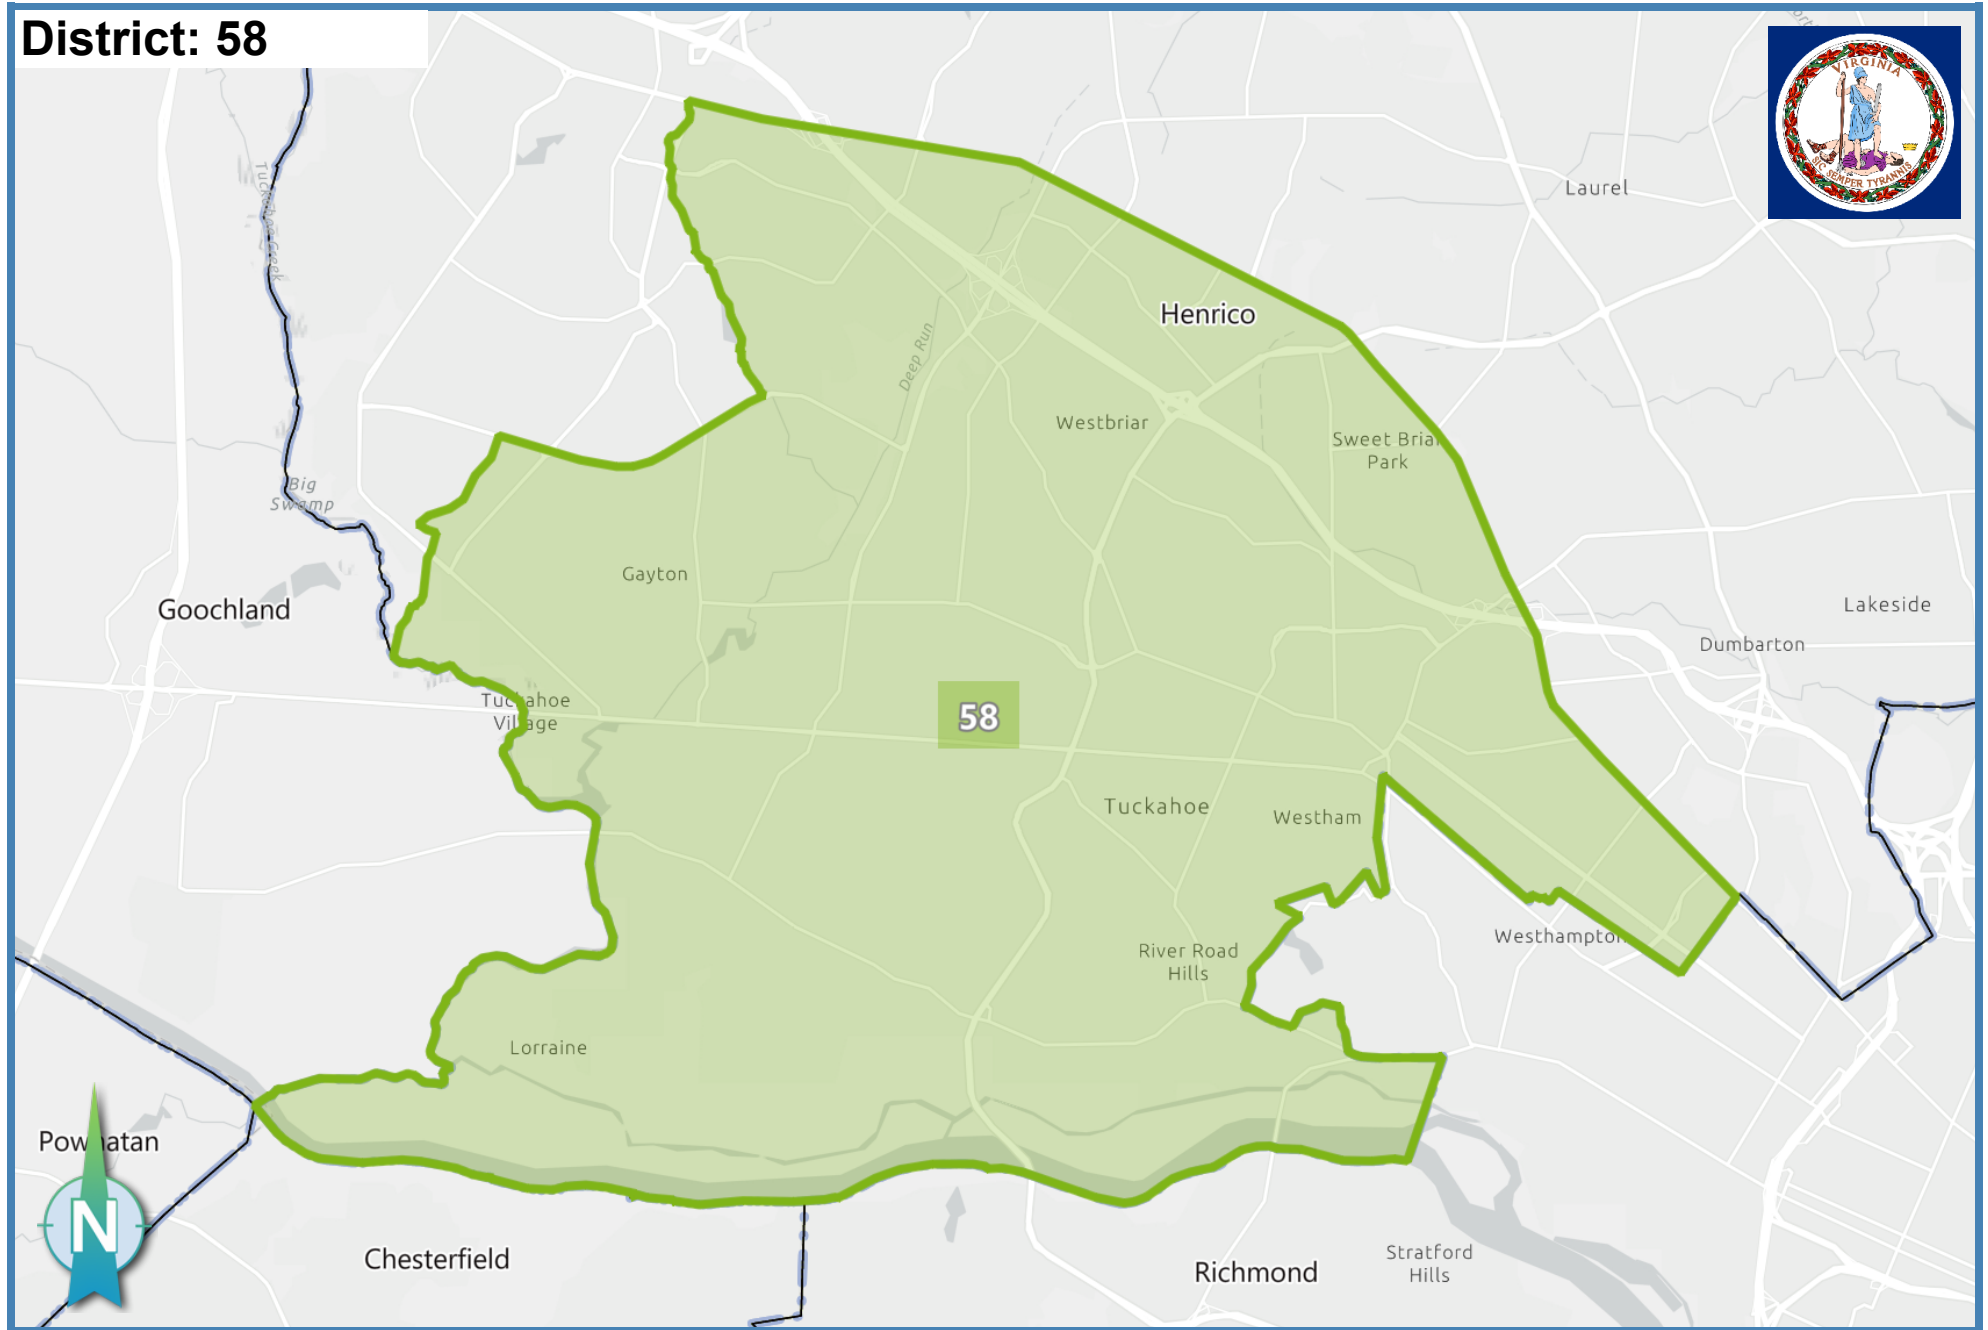 District: 58
VIRGINIA
SIC SEMPER TYRANNIS
Laurel
Tuckahoe Creek
Henrico
Deep Run
Westbriar
Sweet Briar
Park
Big
Swamp
Gayton
Goochland
Lakeside
Dumbarton
Tuckahoe
Village
58
Tuckahoe
Westham
Westhampton
River Road
Hills
Lorraine
Powhatan
N
Chesterfield
Richmond
Stratford
Hills